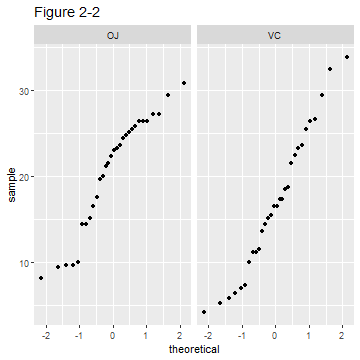 Figure 2-2
OJ VC
30
20
10
-2 -1 0 1 2 -2 -1 0 1 2
theoretical
sample